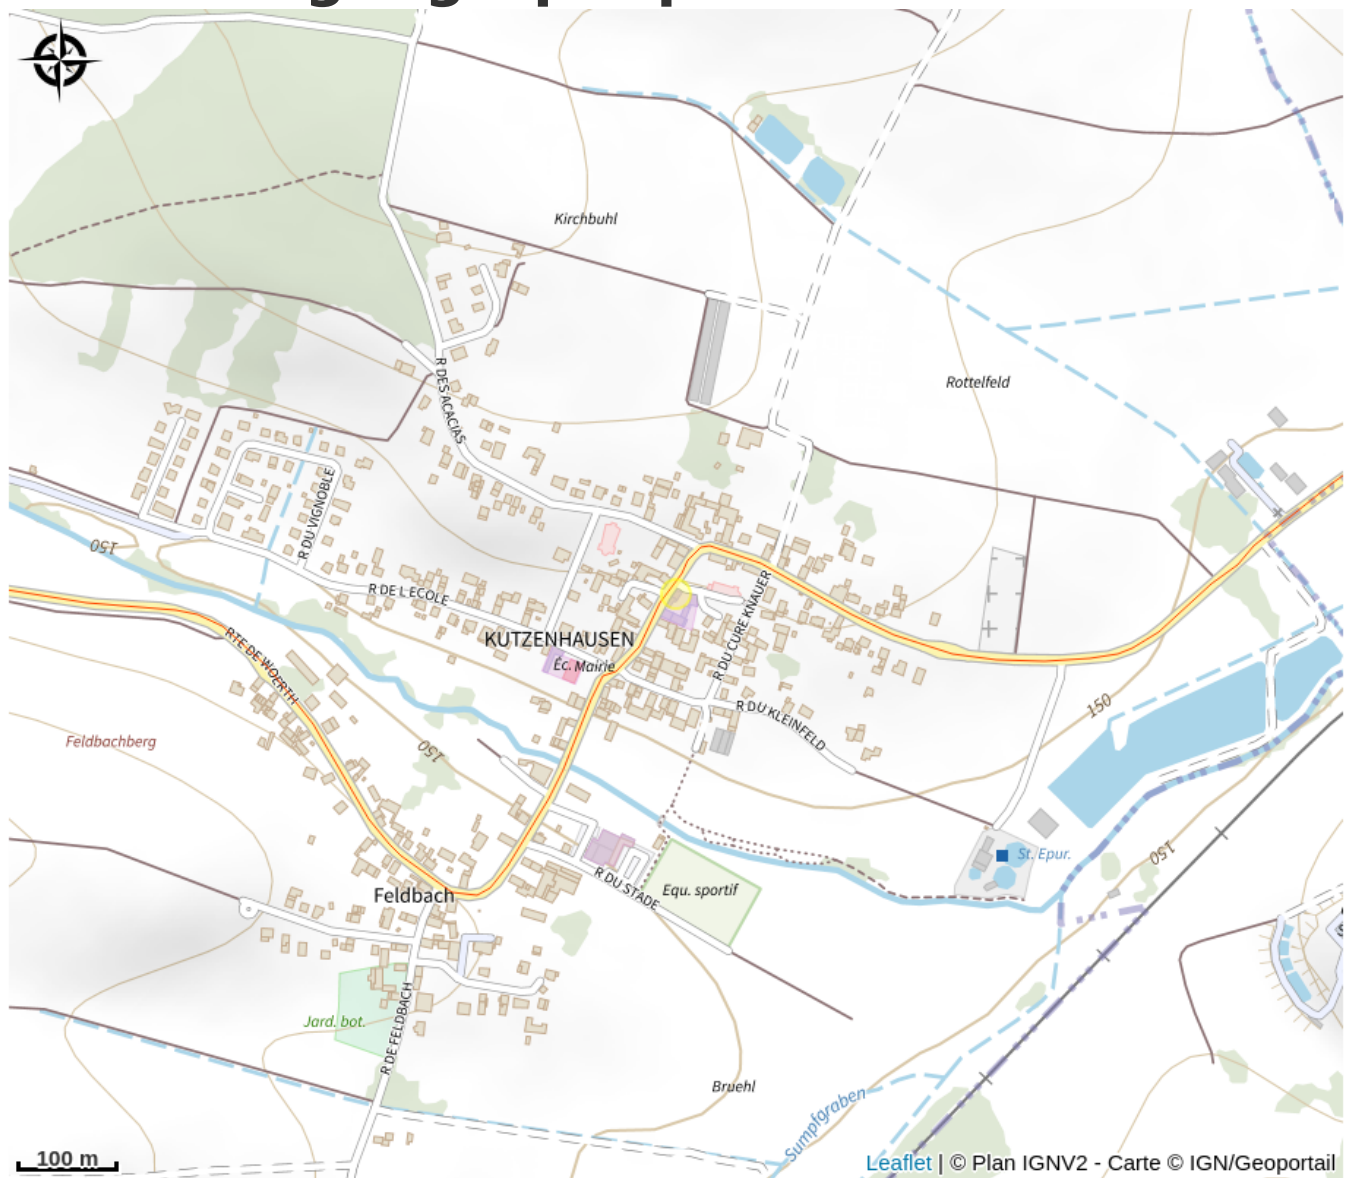 Kirchbuhl
Rottelfeld
R DES ACACIAS
R DU VIGNOBLE
150
R DE L ECOLE
KUTZENHAUSEN
Éc. Mairie
R DU CURE KNAUER
RTE DE WOERTH
R DU KLEINFELD
150
Feldbachberg
150
150
St. Epur.
Feldbach
R DU STADE
Equ. sportif
Jard. bot.
R DE FELDBACH
Bruehl
Sumpfgraben
100 m
Leaflet | © Plan IGNV2 - Carte © IGN/Geoportail